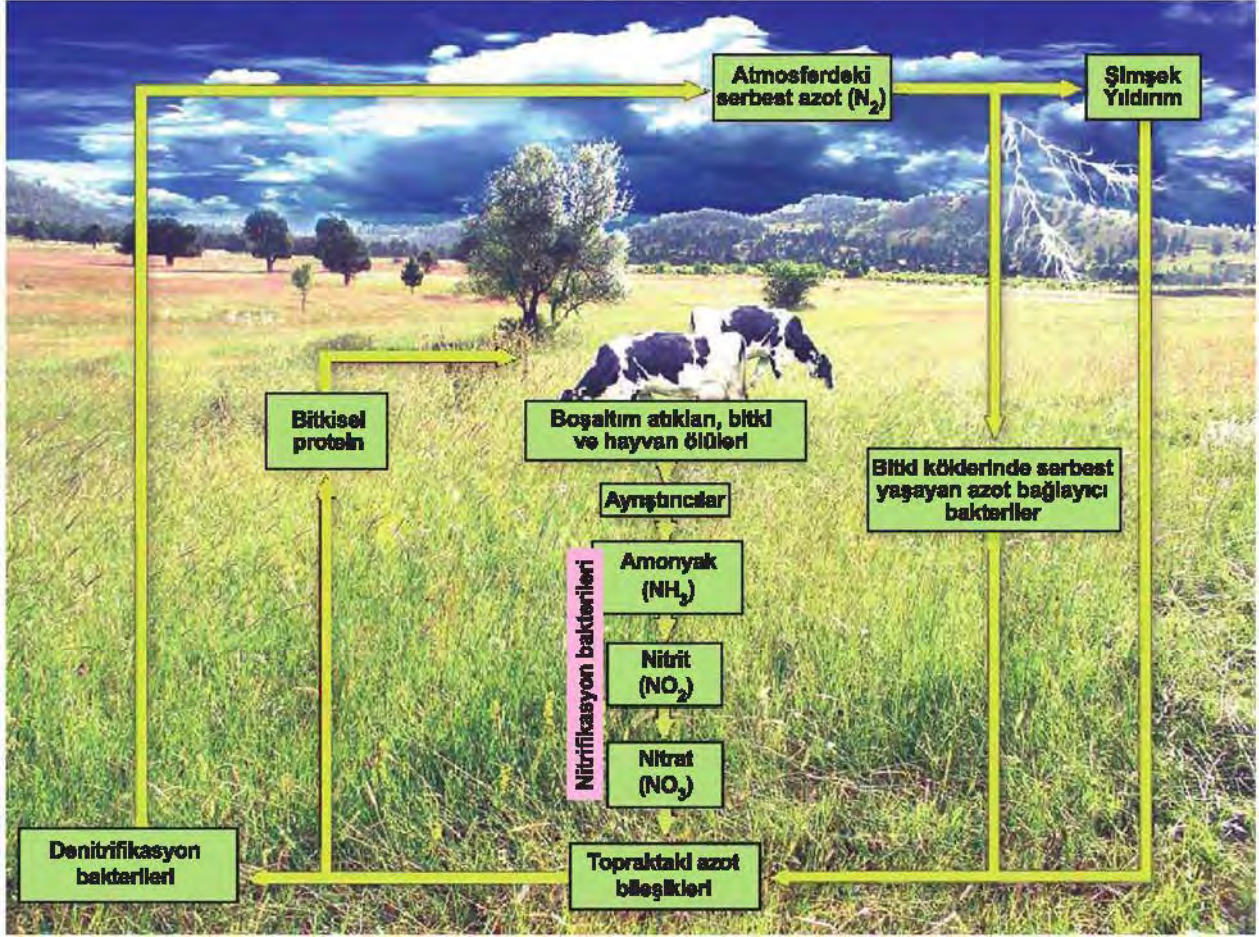 Atmosferdeki
serbest azot (N₂)
Şimşek
Yıldırım
Bitkisel
protein
Boşaltım atıkları, bitki
ve hayvan ölüleri
Bitki köklerinde serbest
yaşayan azot bağlayıcı
bakteriler
Ayrıştırıcılar
Nitrifikasyon bakterileri
Amonyak
(NH₃)
Nitrit
(NO₂)
Nitrat
(NO₃)
Denitrifikasyon
bakterileri
Topraktaki azot
bileşikleri